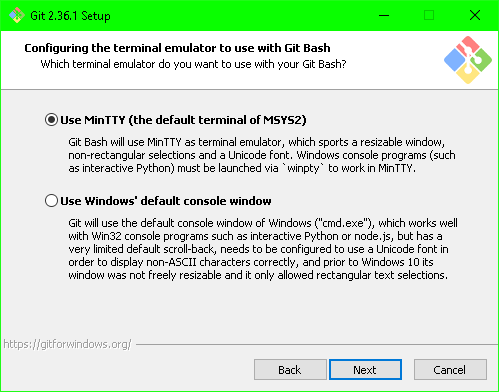 Git 2.36.1 Setup
Configuring the terminal emulator to use with Git Bash
Which terminal emulator do you want to use with your Git Bash?
Use MinTTY (the default terminal of MSYS2)
Git Bash will use MinTTY as terminal emulator, which sports a resizable window,
non-rectangular selections and a Unicode font. Windows console programs (such
as interactive Python) must be launched via `winpty` to work in MinTTY.
Use Windows' default console window
Git will use the default console window of Windows ("cmd.exe"), which works well
with Win32 console programs such as interactive Python or node.js, but has a
very limited default scroll-back, needs to be configured to use a Unicode font in
order to display non-ASCII characters correctly, and prior to Windows 10 its
window was not freely resizable and it only allowed rectangular text selections.
https://gitforwindows.org/
Back
Next
Cancel